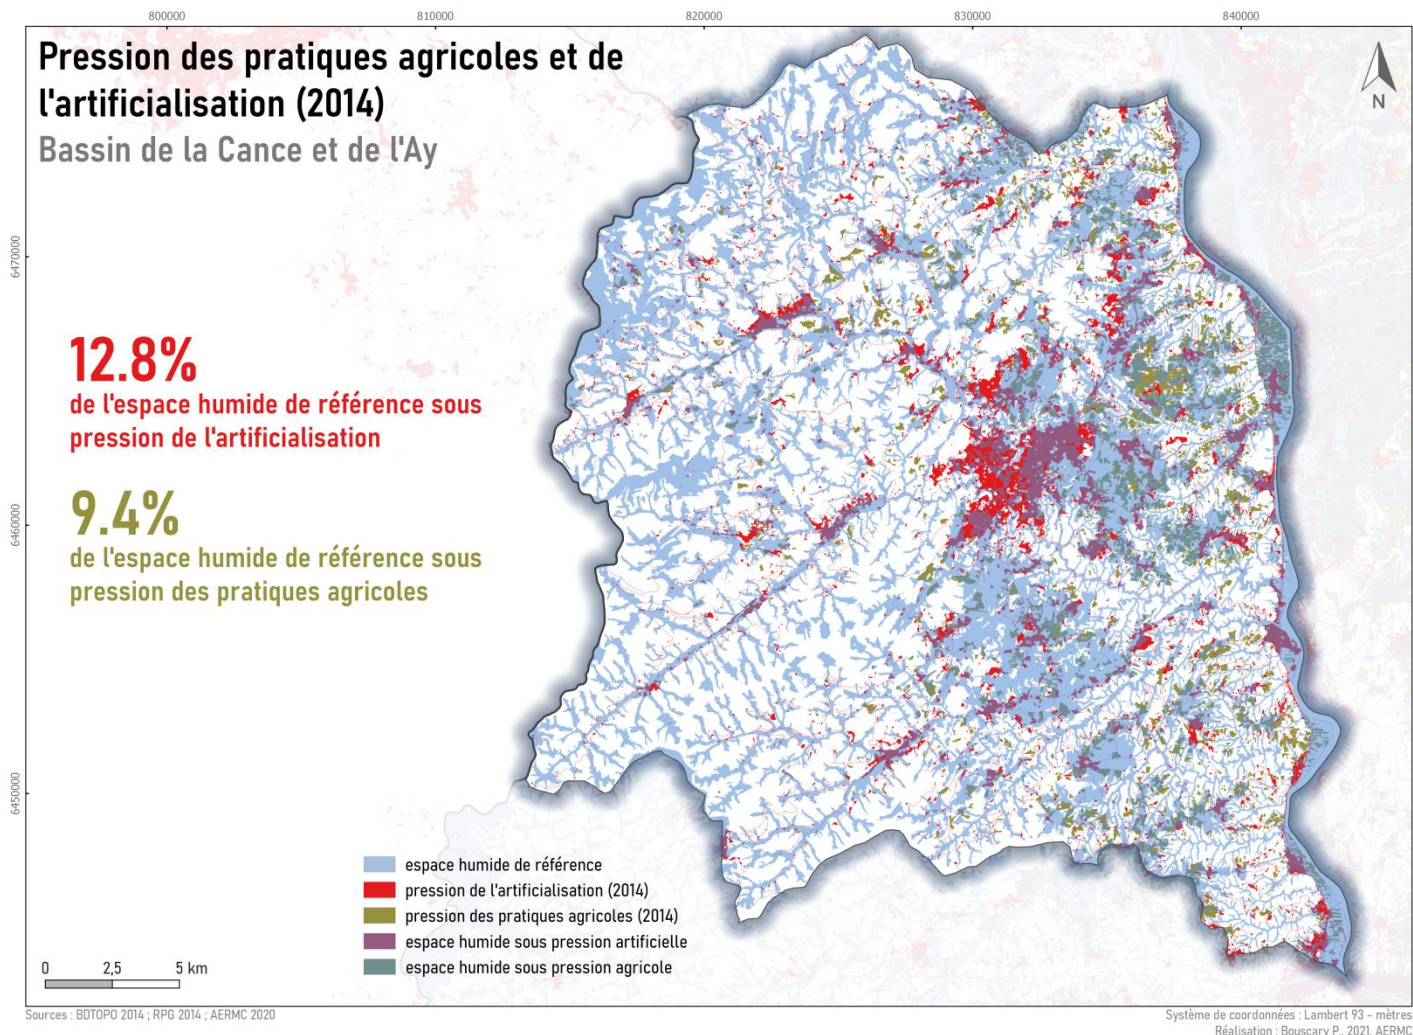 800000
810000
820000
830000
840000
Pression des pratiques agricoles et de
l'artificialisation (2014)
Bassin de la Cance et de l'Ay
N
6470000
12.8%
de l'espace humide de référence sous
pression de l'artificialisation
9.4%
de l'espace humide de référence sous
pression des pratiques agricoles
6460000
6450000
espace humide de référence
pression de l'artificialisation (2014)
pression des pratiques agricoles (2014)
espace humide sous pression artificielle
espace humide sous pression agricole
0 2,5 5 km
Sources : BDTOPO 2014 ; RPG 2014 ; AERMC 2020
Système de coordonnées : Lambert 93 - mètres
Réalisation : Bouscary P., 2021, AERMC